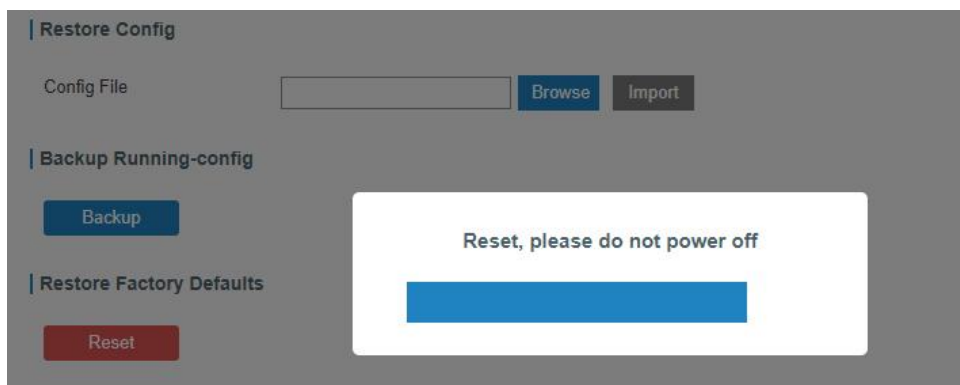 Restore Config
Config File
Browse Import
Backup Running-config
Backup
Reset, please do not power off
Restore Factory Defaults
Reset